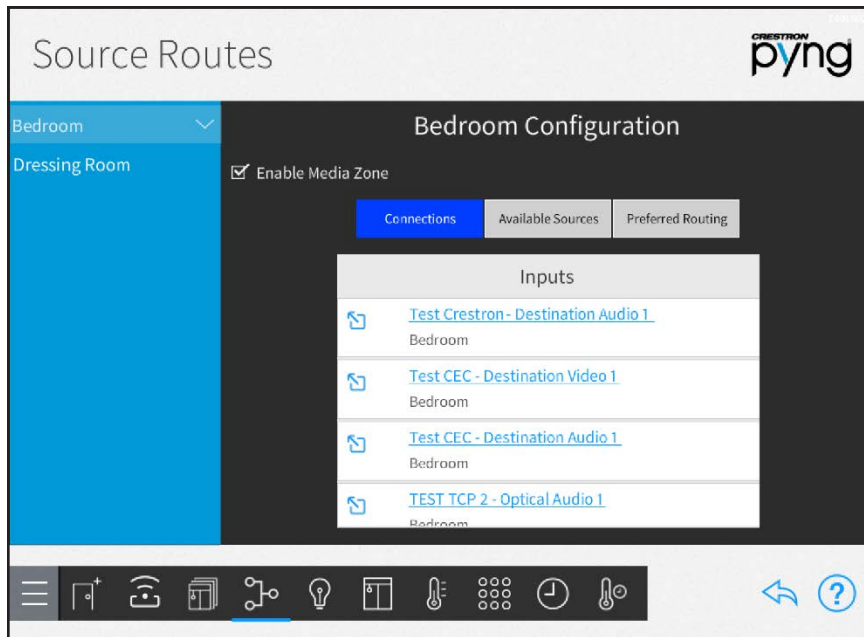 Source Routes
CRESTRON
pyng
Bedroom
Dressing Room
Bedroom Configuration
Enable Media Zone
Connections
Available Sources
Preferred Routing
Inputs
Test Crestron - Destination Audio 1
Bedroom
Test CEC - Destination Video 1
Bedroom
Test CEC - Destination Audio 1
Bedroom
TEST TCP 2 - Optical Audio 1
Bedroom
?